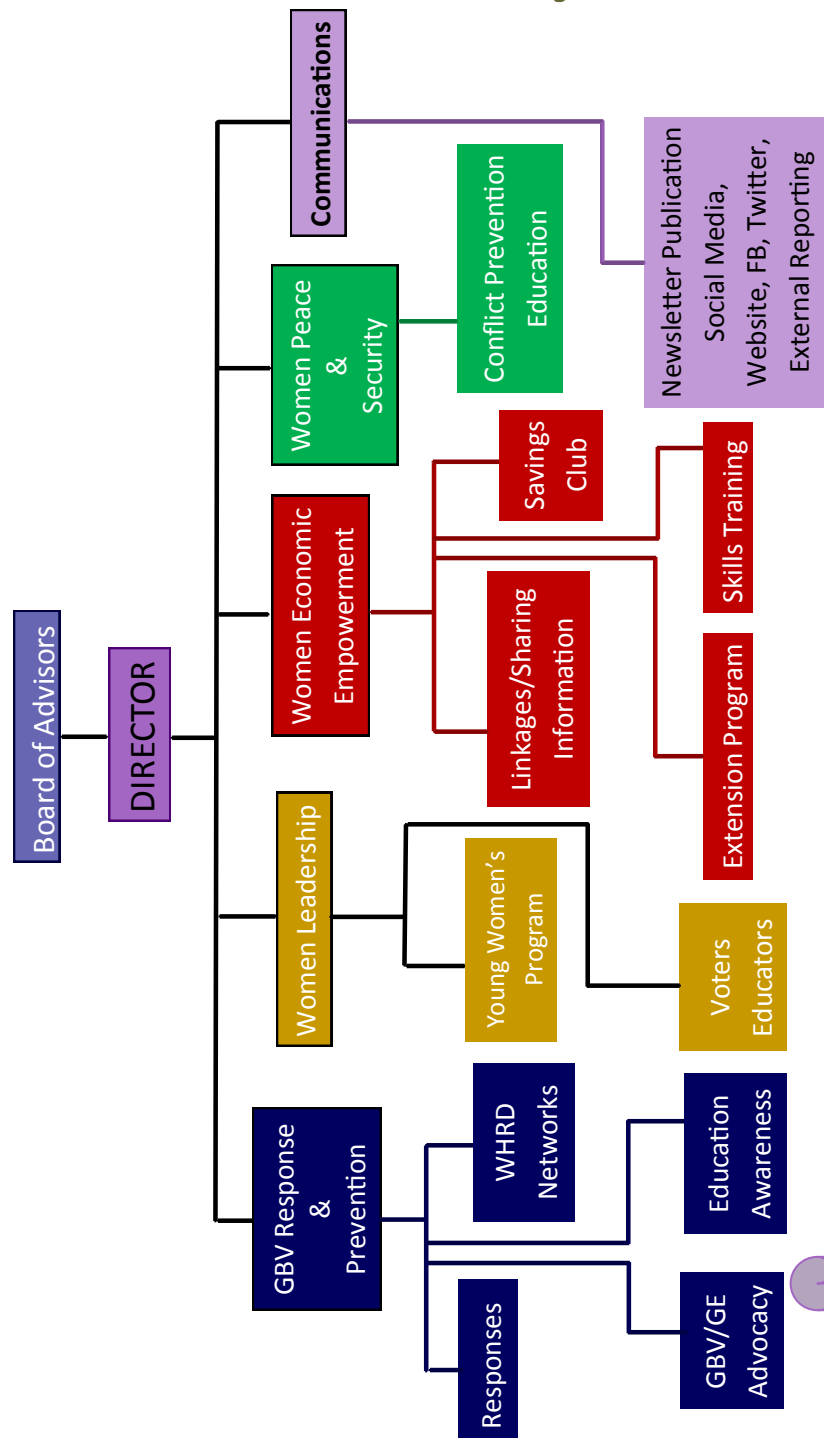 Board of Advisors
DIRECTOR
GBV Response
&
Prevention
Women Leadership
Women Economic
Empowerment
Women Peace
&
Security
Communications
Responses
WHRD
Networks
Young Women's
Program
Linkages/Sharing
Information
Savings
Club
Conflict Prevention
Education
GBV/GE
Advocacy
Education
Awareness
Voters
Educators
Extension Program
Skills Training
Newsletter Publication
Social Media,
Website, FB, Twitter,
External Reporting